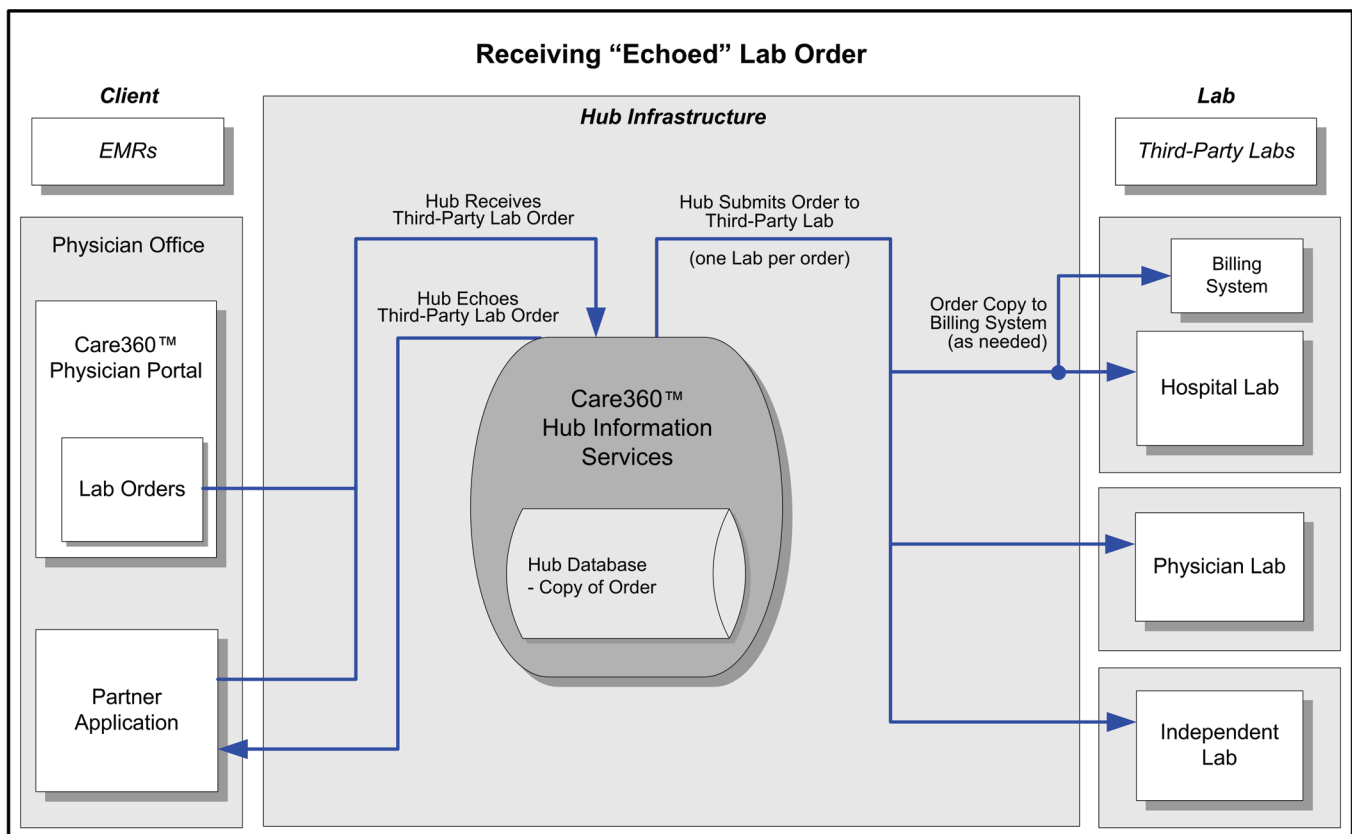 Receiving “Echoed” Lab Order
Client
EMRs
Physician Office
Care360™
Physician Portal
Lab Orders
Partner
Application
Hub Infrastructure
Hub Receives
Third-Party Lab Order
Hub Echoes
Third-Party Lab Order
Hub Submits Order to
Third-Party Lab
(one Lab per order)
Order Copy to
Billing System
(as needed)
Care360™
Hub Information
Services
Hub Database
- Copy of Order
Lab
Third-Party Labs
Billing
System
Hospital Lab
Physician Lab
Independent
Lab